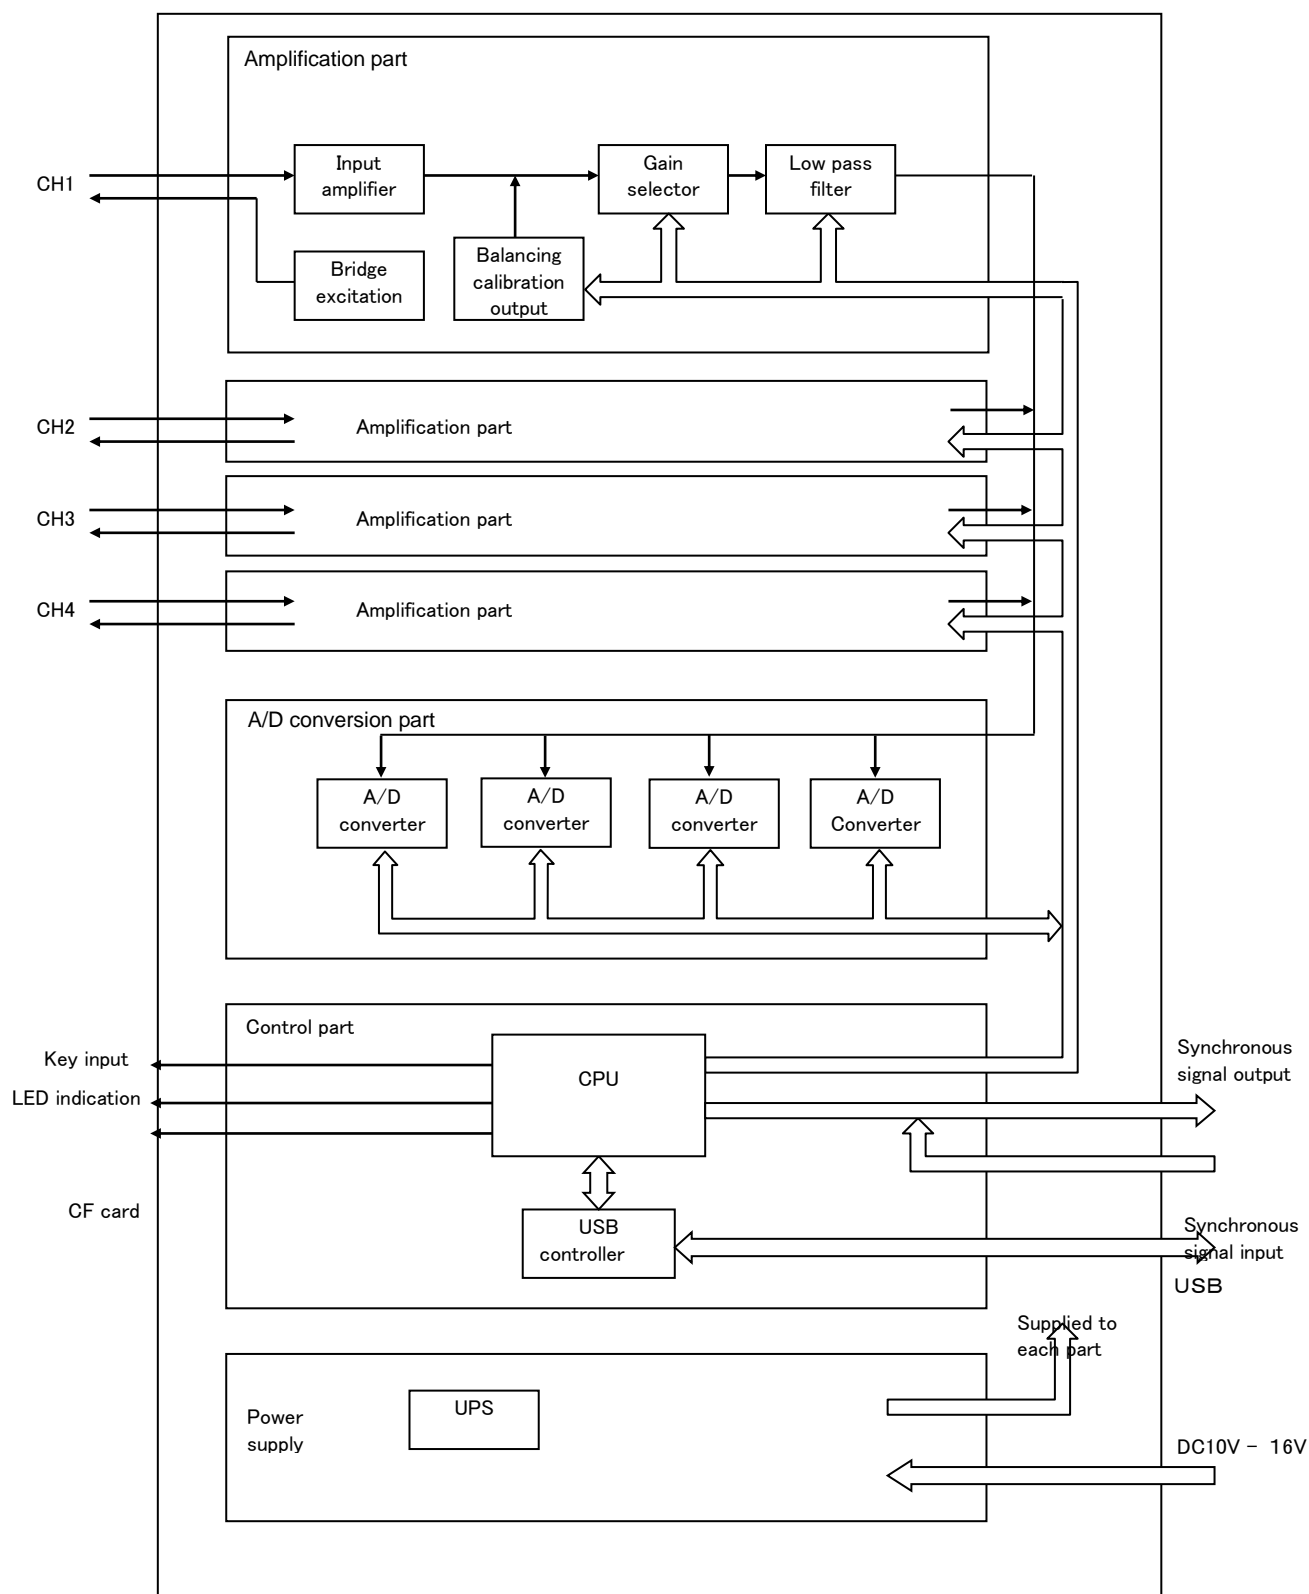 Amplification part
Input
amplifier
Gain
selector
Low pass
filter
CH1
Bridge
excitation
Balancing
calibration
output
CH2
Amplification part
CH3
Amplification part
CH4
Amplification part
A/D conversion part
A/D
converter
A/D
converter
A/D
converter
A/D
Converter
Control part
Key input
CPU
Synchronous
signal output
LED indication
CF card
USB
controller
Synchronous
signal input
USB
Supplied to
each part
Power
supply
UPS
DC10V - 16V